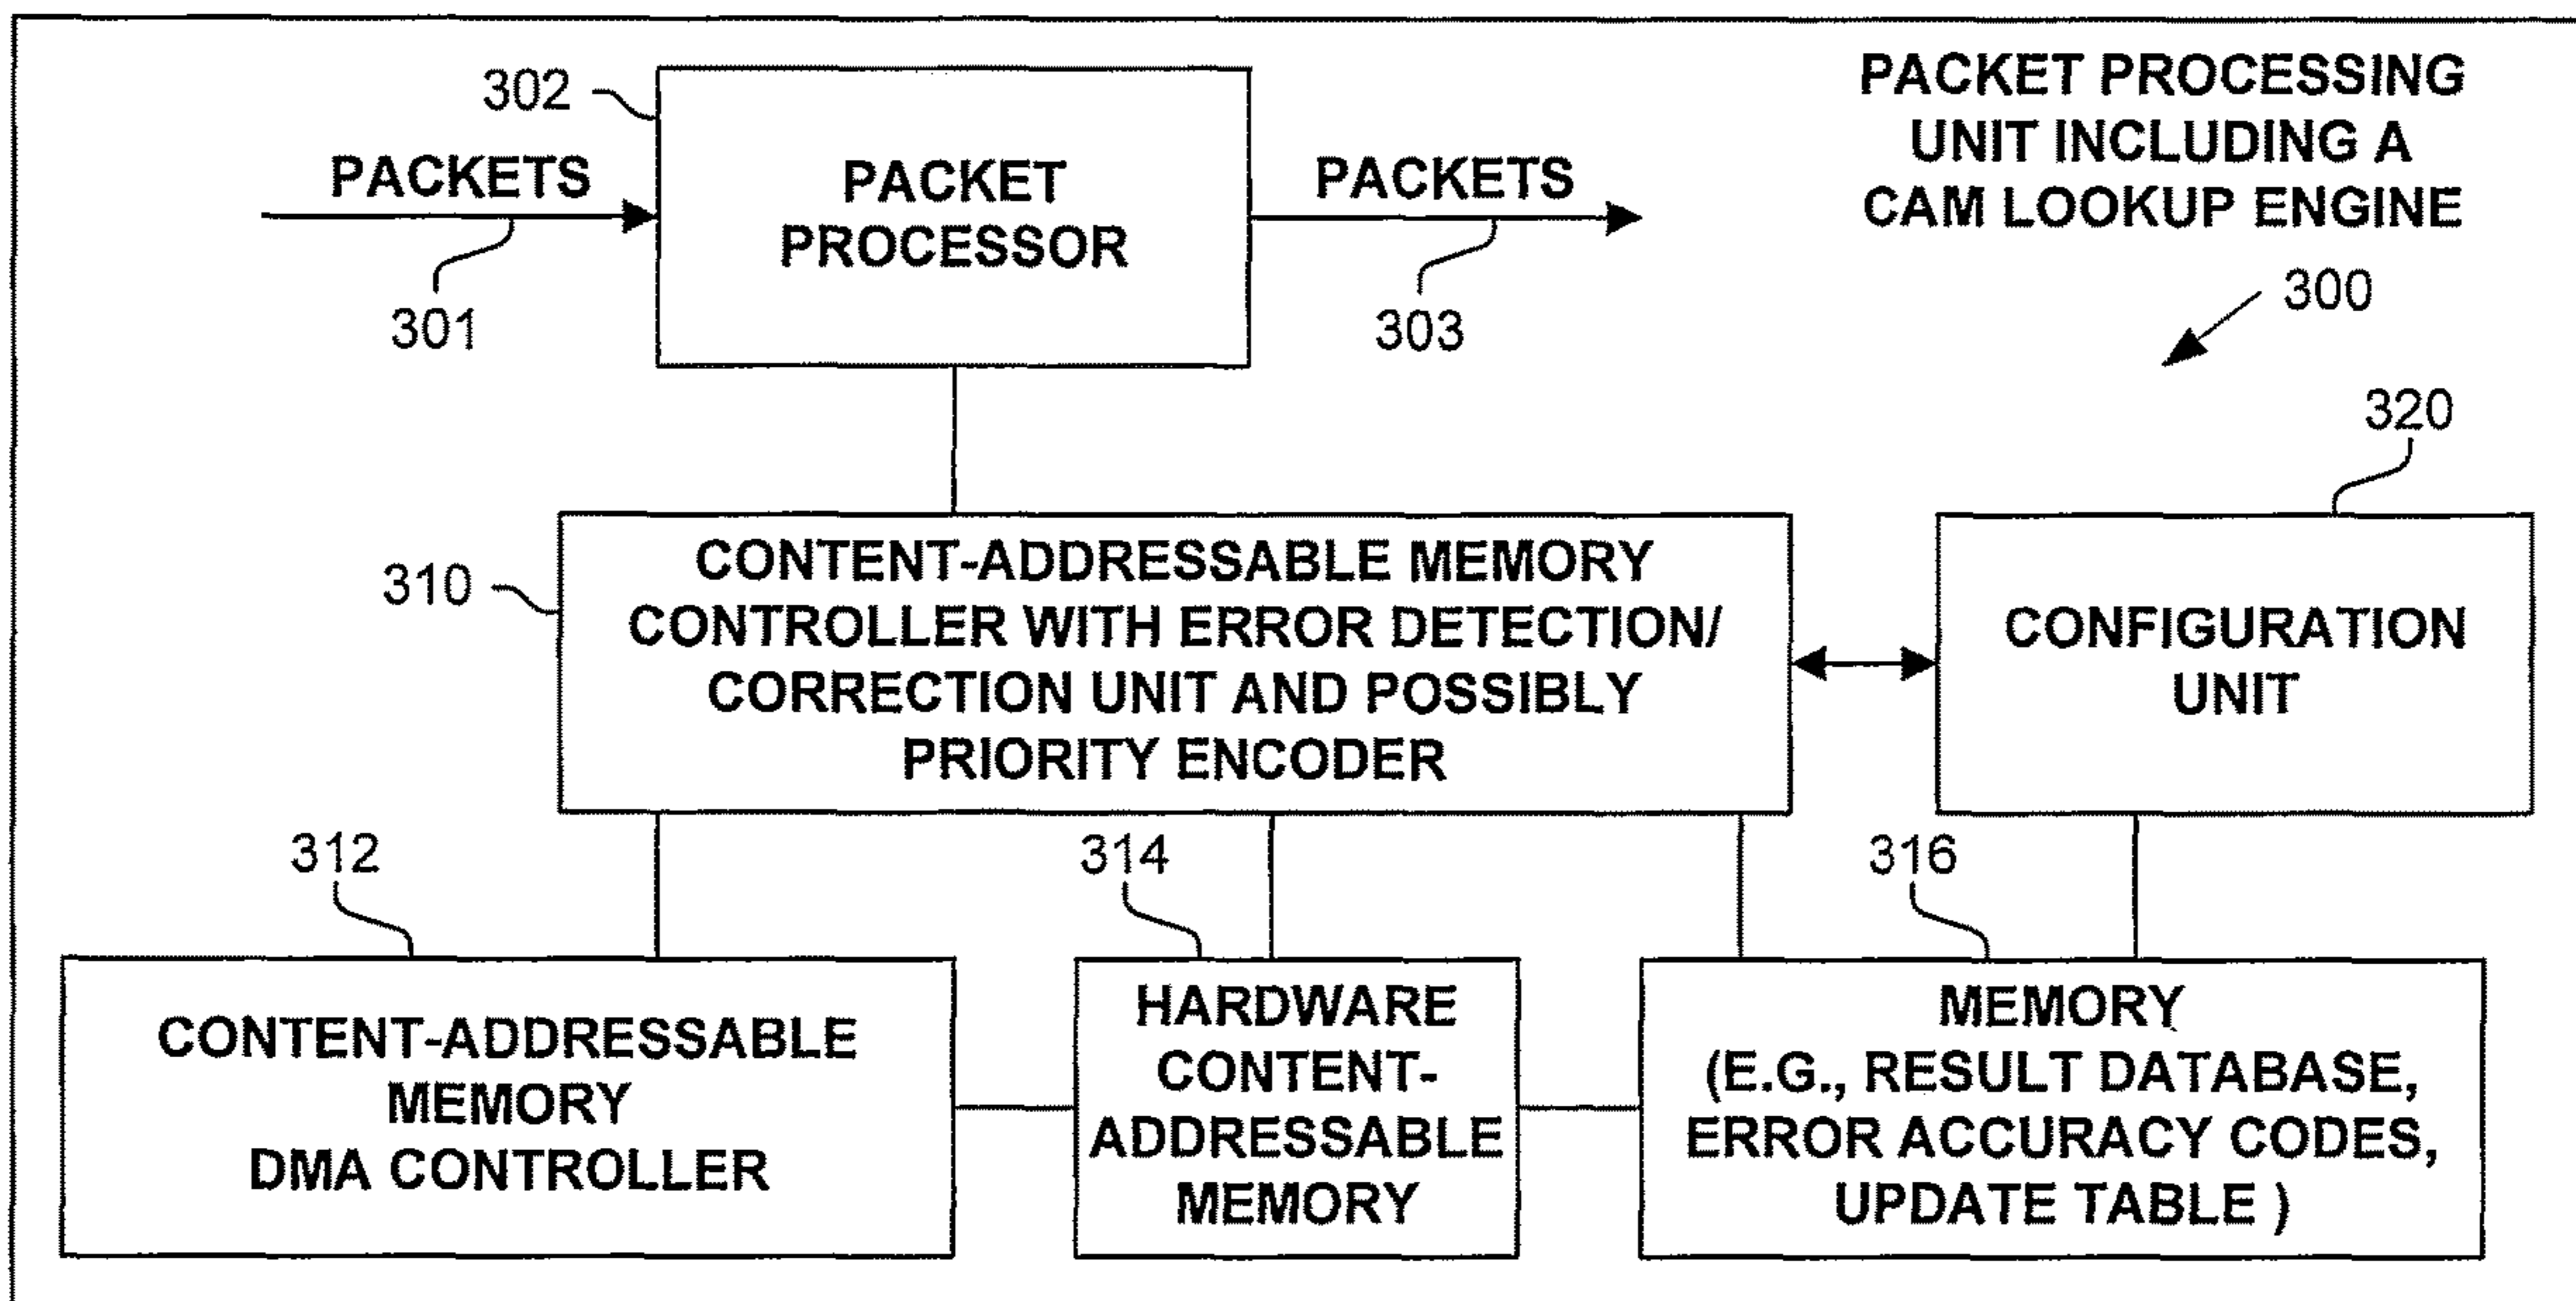 302
PACKETS
PACKET
PROCESSOR
PACKETS
301
303
PACKET PROCESSING
UNIT INCLUDING A
CAM LOOKUP ENGINE
300
320
310
CONTENT-ADDRESSABLE MEMORY
CONTROLLER WITH ERROR DETECTION/
CORRECTION UNIT AND POSSIBLY
PRIORITY ENCODER
CONFIGURATION
UNIT
312
314
316
CONTENT-ADDRESSABLE
MEMORY
DMA CONTROLLER
HARDWARE
CONTENT-
ADDRESSABLE
MEMORY
MEMORY
(E.G., RESULT DATABASE,
ERROR ACCURACY CODES,
UPDATE TABLE )